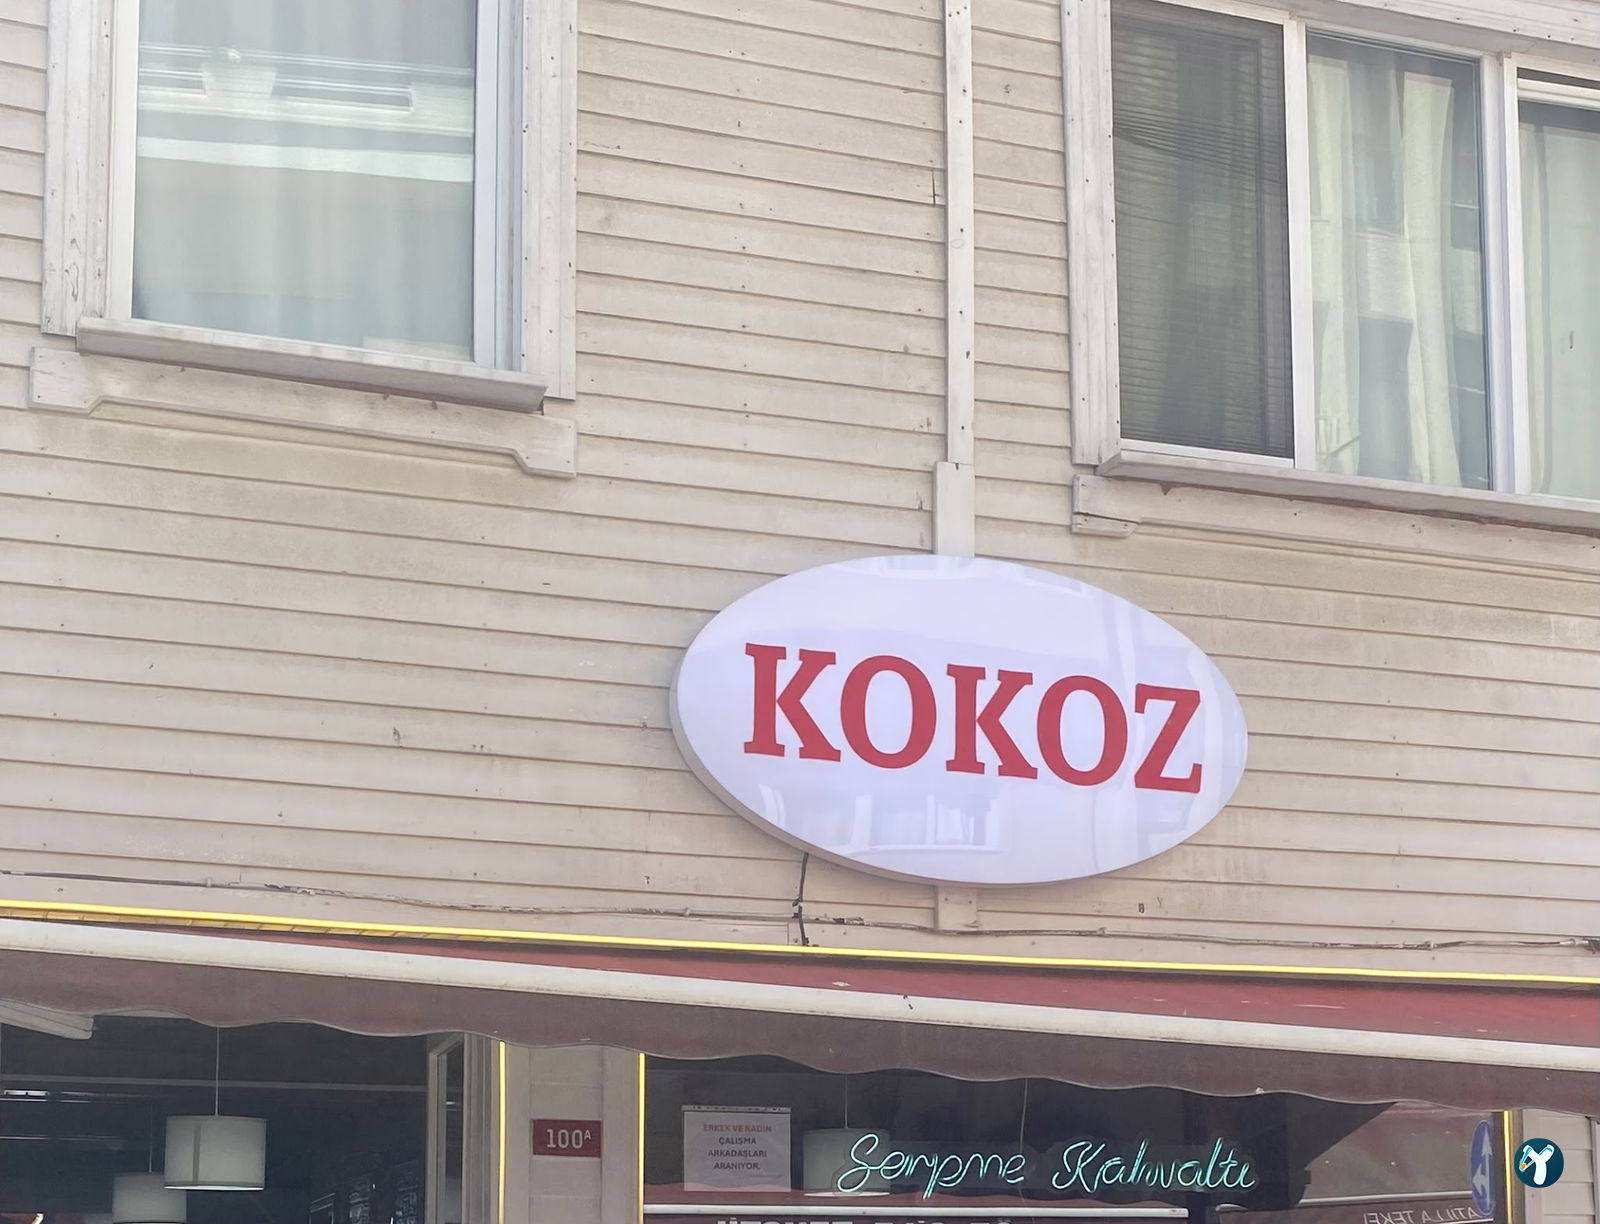 KOKOZ
100A
ERKEK VE KADIN
ÇALIŞMA
ARKADAŞLARI
ARANIYOR.
Serpme Kahvaltı